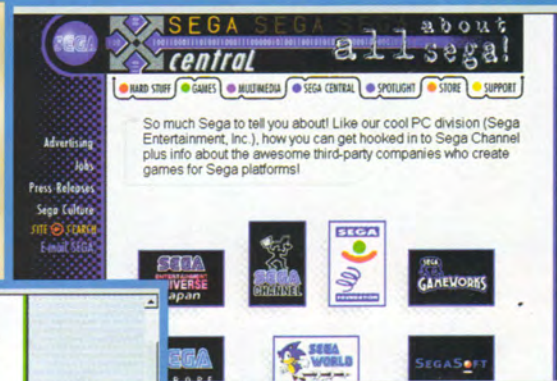 SEGA SEGA SEGA about
SEGA
central
all sega!
HARD STUFF GAMES MULTIMEDIA SEGA CENTRAL SPOTLIGHT STORE SUPPORT
So much Sega to tell you about! Like our cool PC division (Sega
Entertainment, Inc.), how you can get hooked in to Sega Channel
plus info about the awesome third-party companies who create
games for Sega platforms!
Advertising
Jobs
Press Releases
Sega Culture
SITE SEARCH
E-mail SEGA
SEGA
ENTERTAINMENT
UNIVERSE
Japan
SEGA
CHANNEL
SEGA
FOUNDATION
SEGA
GAMEWORKS
SEGA
SEGA
WORLD
SEGASOFT